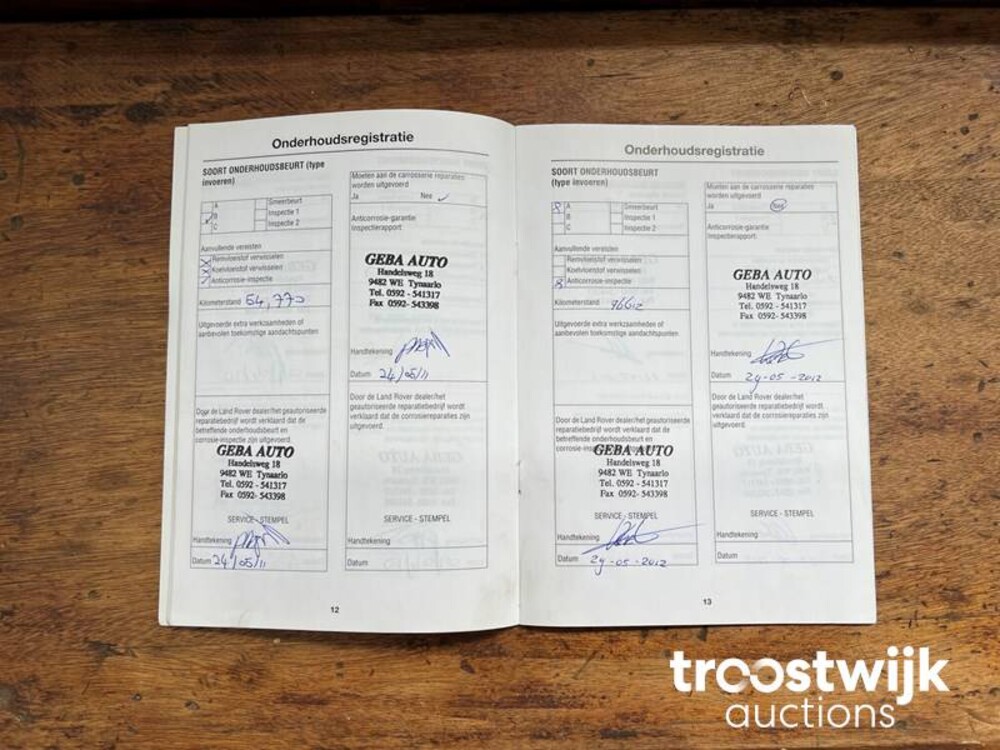 Onderhoudsregistratie
SOORT ONDERHOUDSBEURT (type
invoeren)
A
B
C
Smeerbeurt
Inspectie 1
Inspectie 2
Aanvullende vereisten
Remvloeistof verwisselen
Koelvloeistof verwisselen
Anticorrosie-inspectie
Kilometerstand 54,770
Uitgevoerde extra werkzaamheden of
aanbevolen toekomstige aandachtspunten
Door de Land Rover dealer/het geautoriseerde
reparatiebedrijf wordt verklaard dat de
betreffende onderhoudsbeurt en
corrosie-inspectie zijn uitgevoerd.
GEBA AUTO
Handelsweg 18
9482 WE Tynaarlo
Tel. 0592 - 541317
Fax 0592- 543398
SERVICE - STEMPEL
Handtekening
Datum 24/05/11
Moeten aan de carrosserie reparaties
worden uitgevoerd
Ja Nee
Anticorrosie-garantie
Inspectierapport:
GEBA AUTO
Handelsweg 18
9482 WE Tynaarlo
Tel. 0592 - 541317
Fax 0592- 543398
Handtekening
Datum 24/05/11
Door de Land Rover dealer/het
geautoriseerde reparatiebedrijf wordt
verklaard dat de corrosiereparaties zijn
uitgevoerd.
SERVICE - STEMPEL
Handtekening
Datum
12
Onderhoudsregistratie
SOORT ONDERHOUDSBEURT
(type invoeren)
A
B
C
Smeerbeurt
Inspectie 1
Inspectie 2
Aanvullende vereisten
Remvloeistof verwisselen
Koelvloeistof verwisselen
Anticorrosie-inspectie
Kilometerstand
Uitgevoerde extra werkzaamheden of
aanbevolen toekomstige aandachtspunten
Door de Land Rover dealer/het geautoriseerde
reparatiebedrijf wordt verklaard dat de
betreffende onderhoudsbeurt en
GEBA AUTO
Handelsweg 18
9482 WE Tynaarlo
Tel. 0592 - 541317
Fax 0592- 543398
SERVICE - STEMPEL
Handtekening
Datum 29-05-2012
Moeten aan de carrosserie reparaties
worden uitgevoerd
Ja Nee
Anticorrosie-garantie
Inspectierapport:
GEBA AUTO
Handelsweg 18
9482 WE Tynaarlo
Tel. 0592 - 541317
Fax 0592- 543398
Handtekening
Datum 29-05-2012
Door de Land Rover dealer/het
geautoriseerde reparatiebedrijf wordt
verklaard dat de corrosiereparaties zijn
uitgevoerd.
SERVICE - STEMPEL
Handtekening
Datum
13
troostwijk
auctions